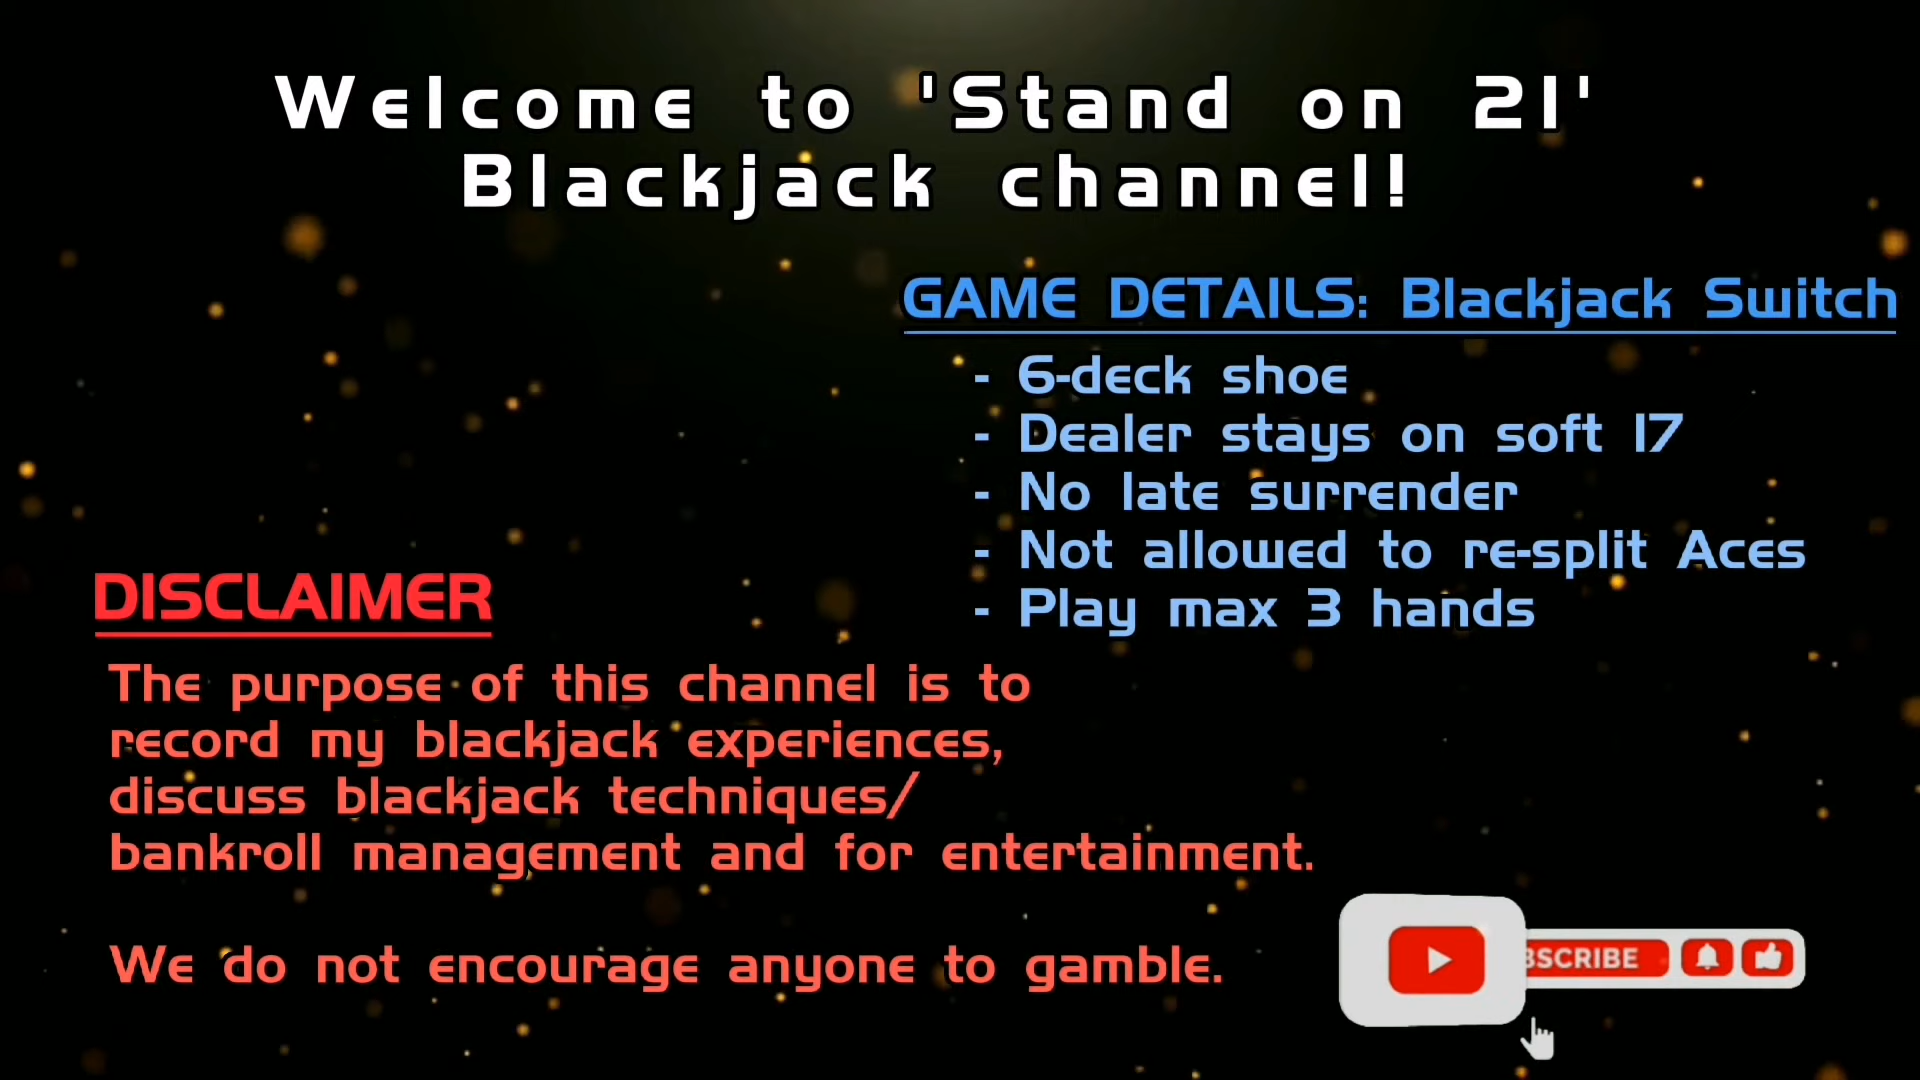 Welcome to 'Stand on 21'
Blackjack channel!
GAME DETAILS: Blackjack Switch
- 6-deck shoe
- Dealer stays on soft 17
- No late surrender
- Not allowed to re-split Aces
- Play max 3 hands
DISCLAIMER
The purpose of this channel is to
record my blackjack experiences,
discuss blackjack techniques/
bankroll management and for entertainment.
We do not encourage anyone to gamble.
BSCRIBE